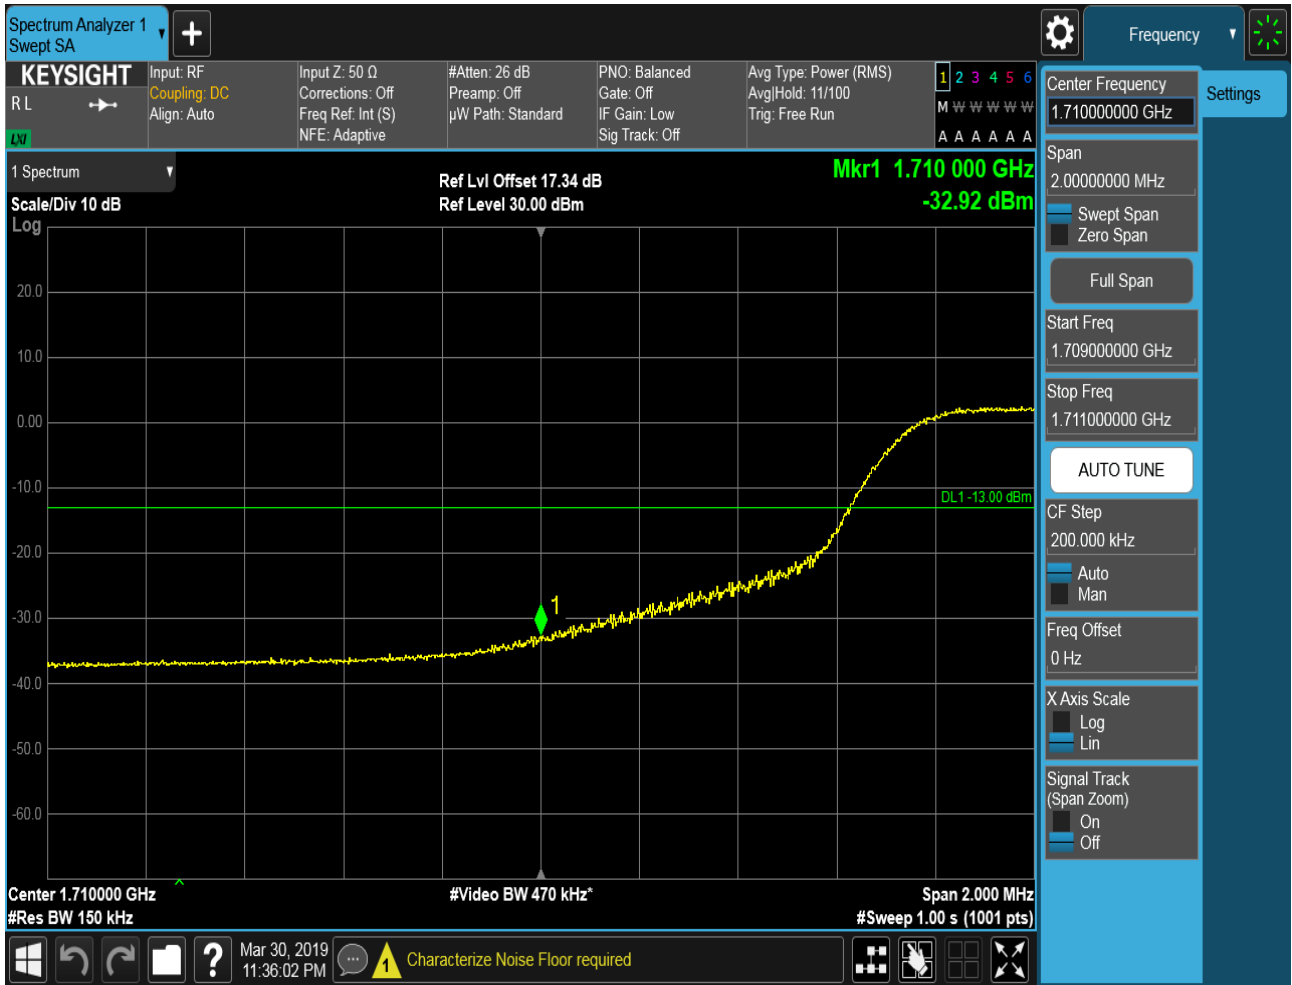 Spectrum Analyzer 1
Swept SA
Frequency
KEYSIGHT
R L
LXI
Input: RF
Coupling: DC
Align: Auto
Input Z: 50 Ω
Corrections: Off
Freq Ref: Int (S)
NFE: Adaptive
#Atten: 26 dB
Preamp: Off
µW Path: Standard
PNO: Balanced
Gate: Off
IF Gain: Low
Sig Track: Off
Avg Type: Power (RMS)
Avg|Hold: 11/100
Trig: Free Run
1 2 3 4 5 6
M W W W W W
A A A A A A
1 Spectrum
Scale/Div 10 dB
Log
Ref Lvl Offset 17.34 dB
Ref Level 30.00 dBm
Mkr1 1.710 000 GHz
-32.92 dBm
20.0
10.0
0.00
-10.0
-20.0
-30.0
-40.0
-50.0
-60.0
DL1 -13.00 dBm
1
Center 1.710000 GHz
#Res BW 150 kHz
#Video BW 470 kHz*
Span 2.000 MHz
#Sweep 1.00 s (1001 pts)
Mar 30, 2019
11:36:02 PM
1
Characterize Noise Floor required
Center Frequency
1.710000000 GHz
Settings
Span
2.00000000 MHz
Swept Span
Zero Span
Full Span
Start Freq
1.709000000 GHz
Stop Freq
1.711000000 GHz
AUTO TUNE
CF Step
200.000 kHz
Auto
Man
Freq Offset
0 Hz
X Axis Scale
Log
Lin
Signal Track
(Span Zoom)
On
Off